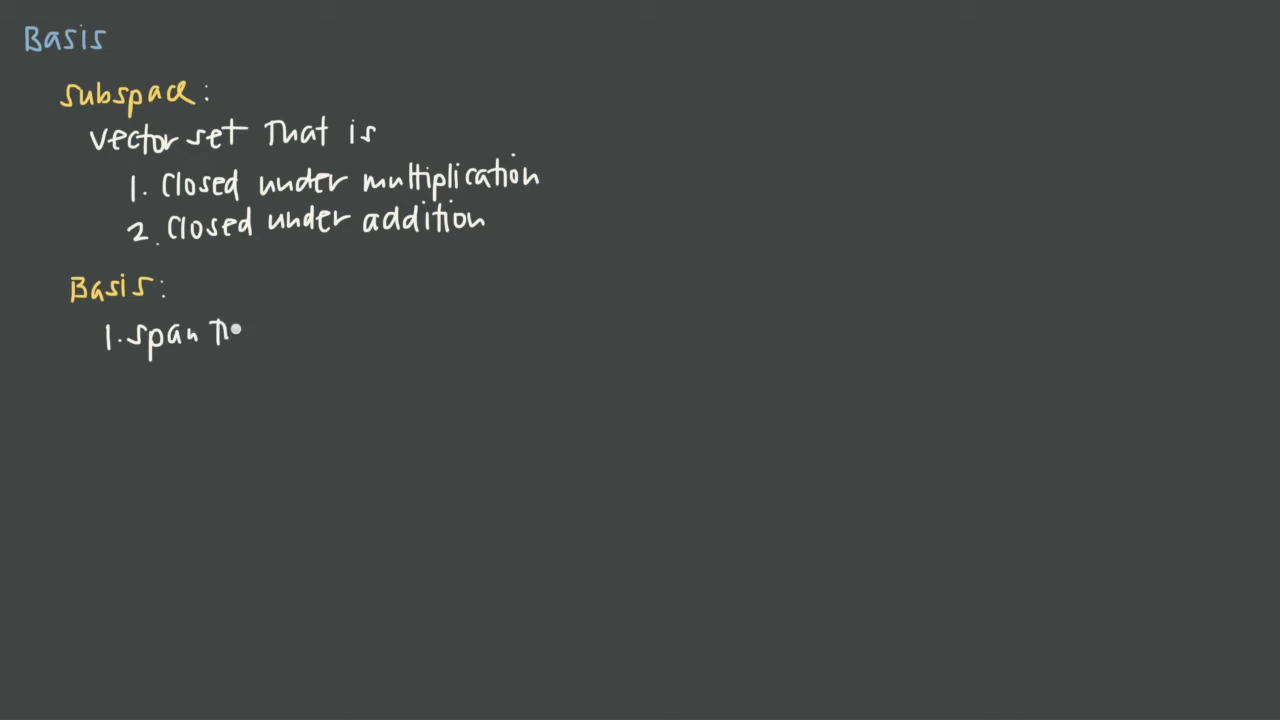 Basis
subspace:
vector set That is
1. Closed under multiplication
2. Closed under addition
Basis:
1. span